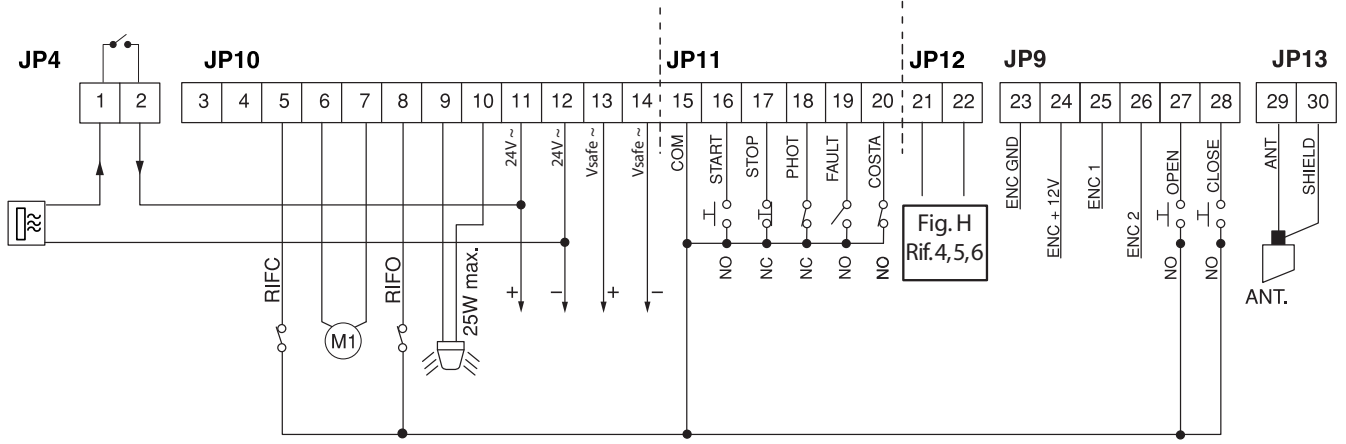 JP4 JP10 JP11 JP12 JP9 JP13
1 2 3 4 5 6 7 8 9 10 11 12 13 14 15 16 17 18 19 20 21 22 23 24 25 26 27 28 29 30
24V ~
24V ~
Vsafe ~
Vsafe ~
COM
START
STOP
PHOT
FAULT
COSTA
ENC GND
ENC + 12V
ENC 1
ENC 2
OPEN
CLOSE
ANT
SHIELD
Fig. H
Rif.4,5,6
NO
NC
NC
NO
NO
NO
NO
RIFC
RIFO
25W max.
+
–
+
–
M1
ANT.